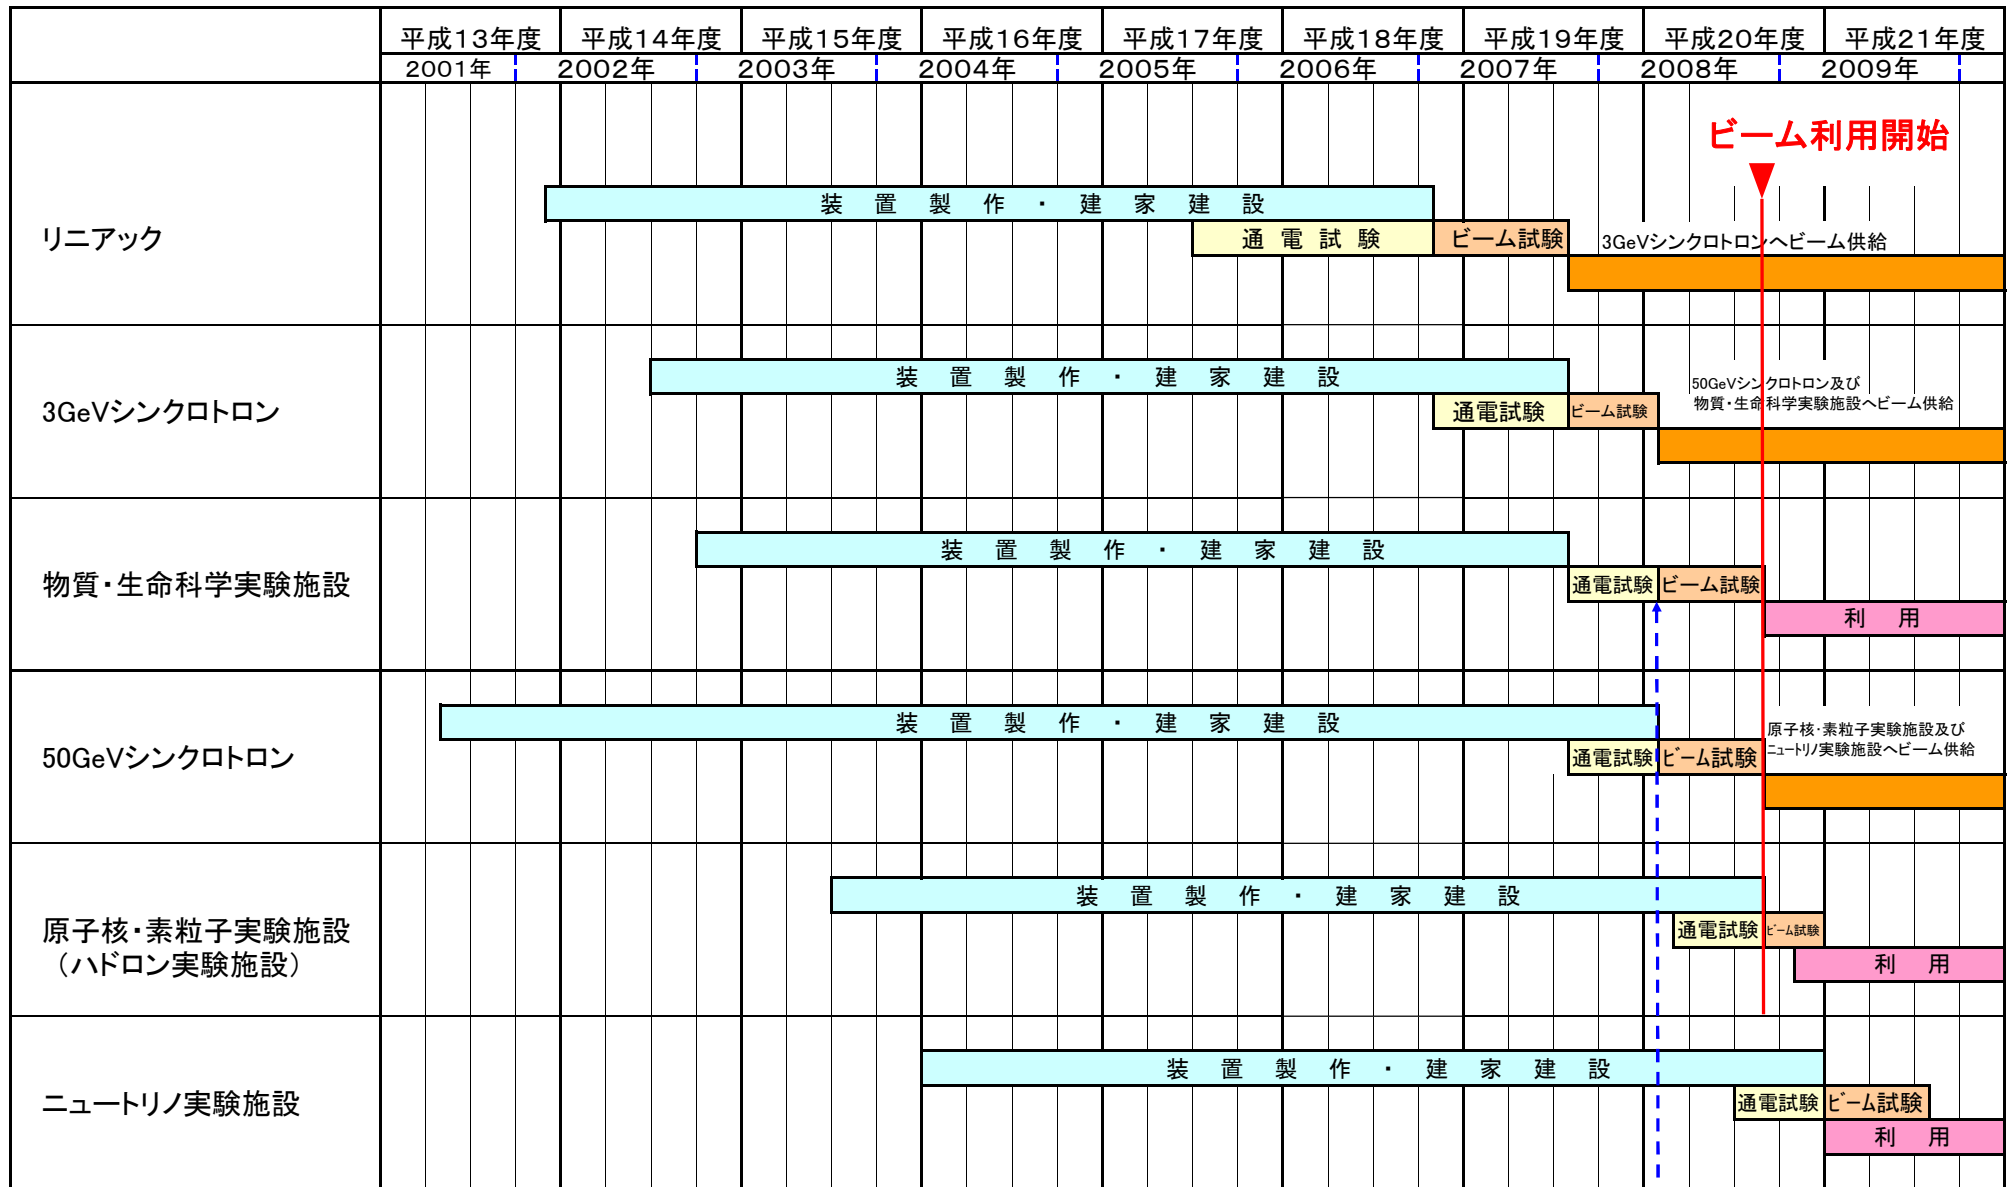 平成13年度 平成14年度 平成15年度 平成16年度 平成17年度 平成18年度 平成19年度 平成20年度 平成21年度
2001年 2002年 2003年 2004年 2005年 2006年 2007年 2008年 2009年
ビーム利用開始
装置製作・建家建設
リニアック
通電試験 ビーム試験 3GeVシンクロトロンへビーム供給
装置製作・建家建設
50GeVシンクロトロン及び
物質・生命科学実験施設へビーム供給
3GeVシンクロトロン
通電試験 ビーム試験
装置製作・建家建設
物質・生命科学実験施設
通電試験 ビーム試験
利用
装置製作・建家建設
原子核・素粒子実験施設及び
ニュートリノ実験施設へビーム供給
50GeVシンクロトロン
通電試験 ビーム試験
装置製作・建家建設
原子核・素粒子実験施設
(ハドロン実験施設)
通電試験 ビーム試験
利用
装置製作・建家建設
ニュートリノ実験施設
通電試験 ビーム試験
利用